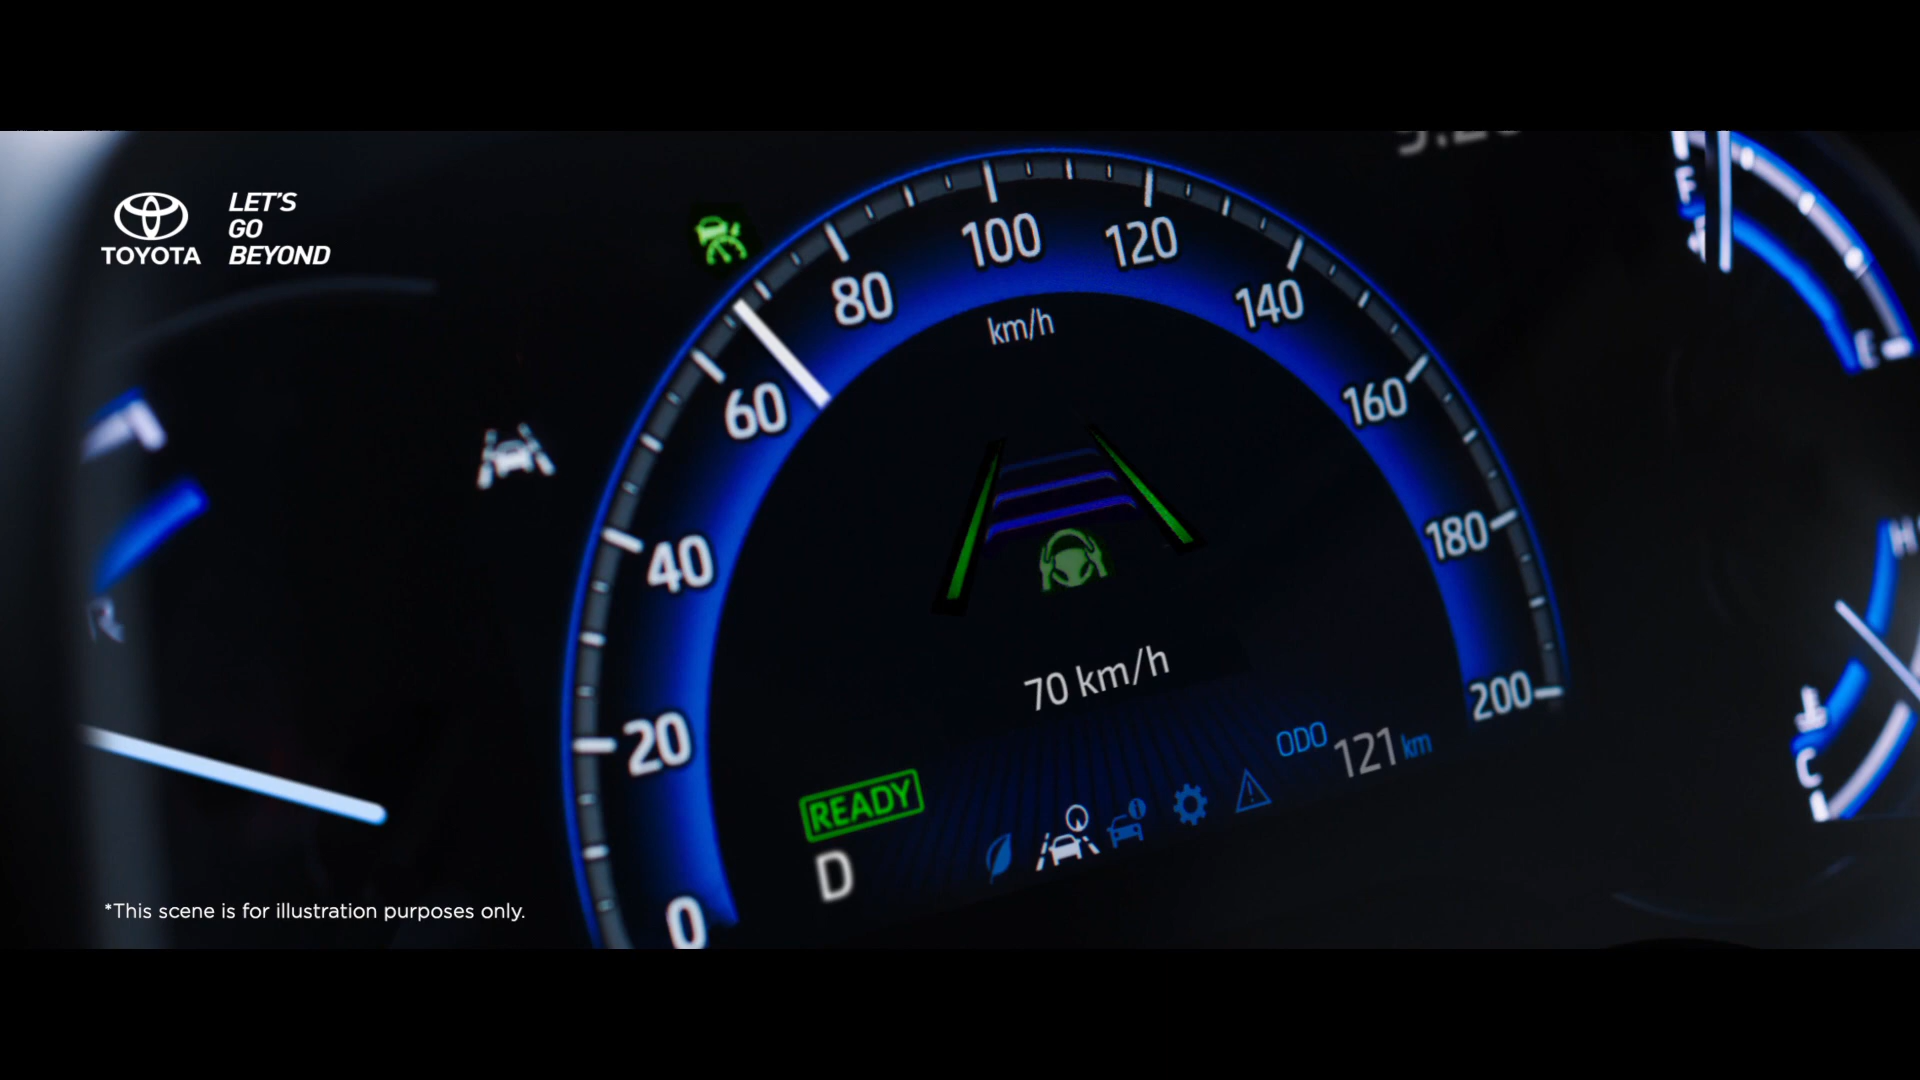 TOYOTA
LET'S
GO
BEYOND
0
20
40
60
80
100
120
140
160
180
200
km/h
70 km/h
READY
D
ODO 121 km
F
E
H
C
R
*This scene is for illustration purposes only.